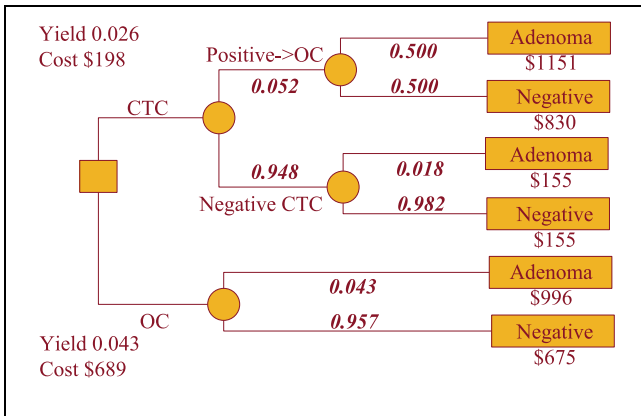 Yield 0.026
Cost $198
Positive->OC
0.500
Adenoma
$1151
0.052
0.500
Negative
$830
CTC
0.948
0.018
Adenoma
$155
Negative CTC
0.982
Negative
$155
0.043
Adenoma
$996
OC
0.957
Negative
$675
Yield 0.043
Cost $689